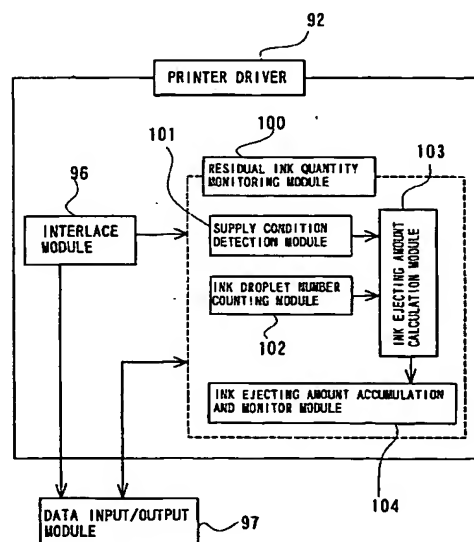 92
PRINTER DRIVER
101
100
103
96
RESIDUAL INK QUANTITY
MONITORING MODULE
INTERLACE MODULE
SUPPLY CONDITION
DETECTION MODULE
INK DROPLET NUMBER
COUNTING MODULE
102
INK EJECTING AMOUNT
CALCULATION MODULE
INK EJECTING AMOUNT ACCUMULATION
AND MONITOR MODULE
104
DATA INPUT/OUTPUT
MODULE
97